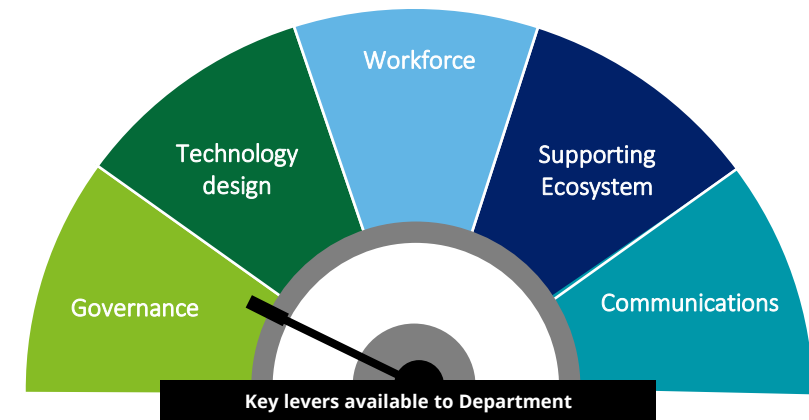 Workforce
Technology
design
Supporting
Ecosystem
Governance
Communications
Key levers available to Department